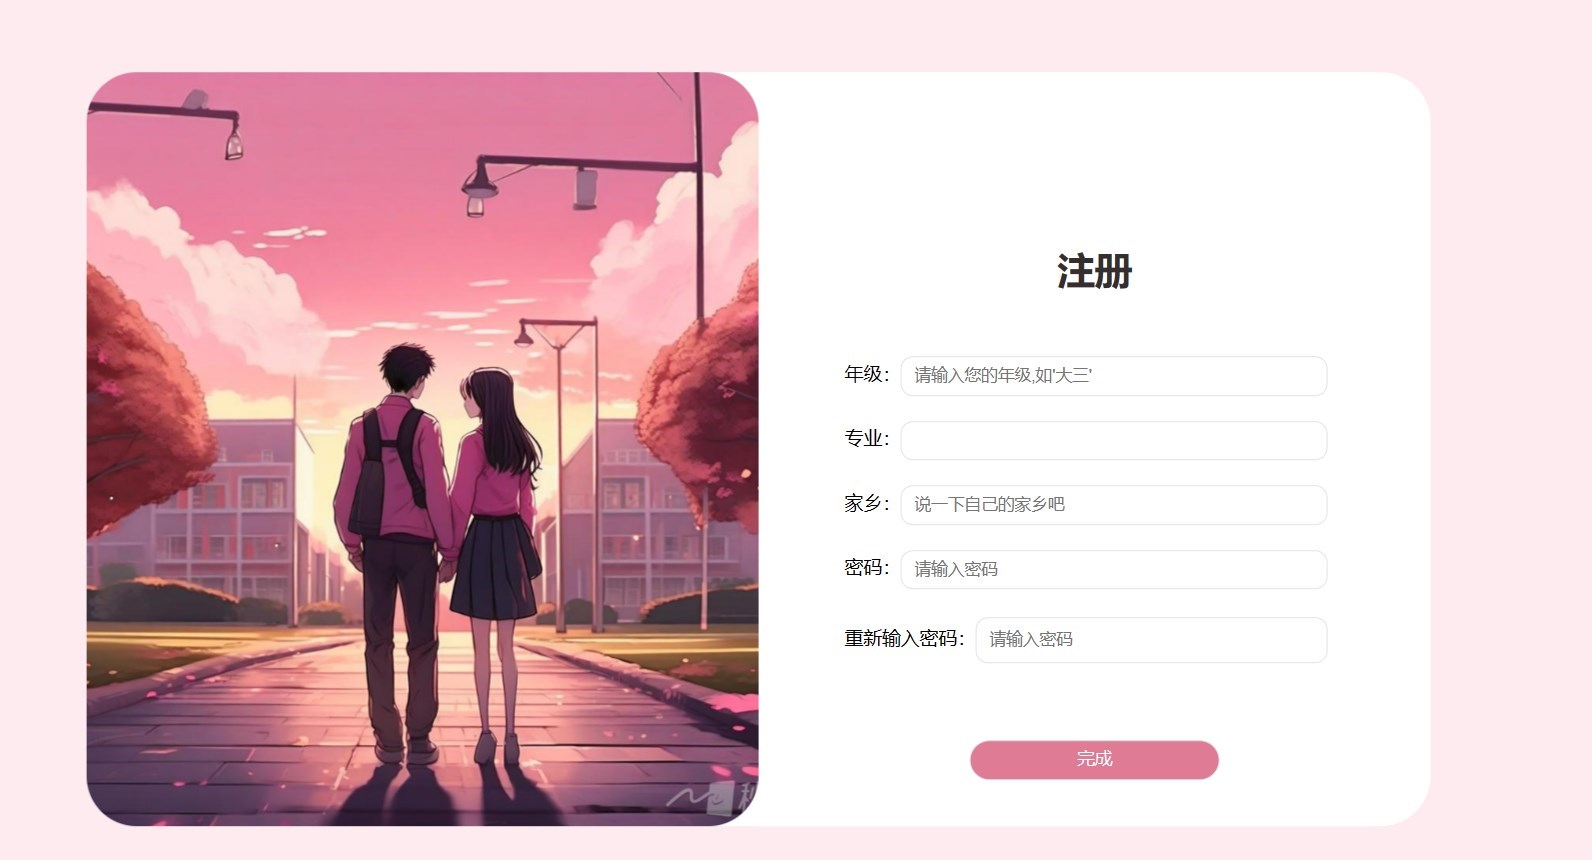 注册
年级：
请输入您的年级,如'大三'
专业：
家乡：
说一下自己的家乡吧
密码：
请输入密码
重新输入密码：
请输入密码
完成